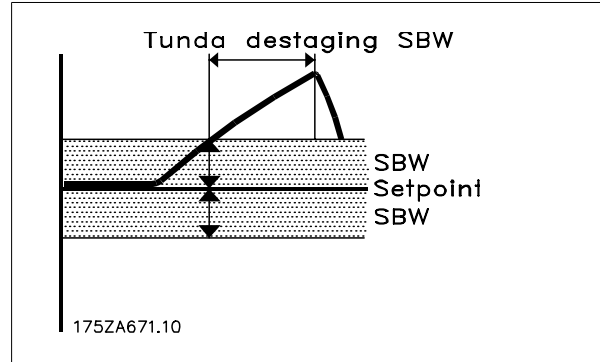 Tunda destaging SBW
SBW
Setpoint
SBW
175ZA671.10